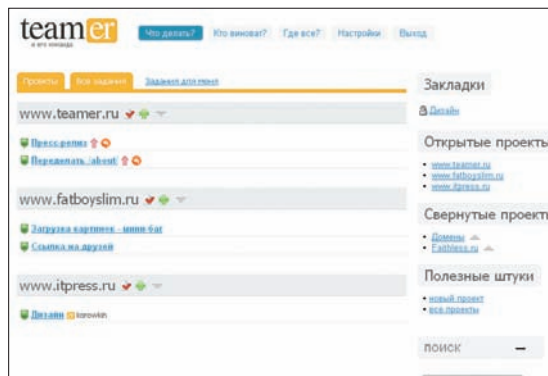 teamer
и его команда
Что делать? Кто виноват? Где все? Настройки Выход
Проекты Все задания Задания для меня
www.teamer.ru
Пресс-релиз
Переделать /about/
www.fatboyslim.ru
Загрузка картинок - мини-баг
Ссылка на друзей
www.itpress.ru
Дизайн karowkin
Закладки
Дизайн
Открытые проекты
• www.teamer.ru
• www.fatboyslim.ru
• www.itpress.ru
Свернутые проект
• Домены
• Faibless.ru
Полезные штуки
• новый проект
• все проекты
поиск